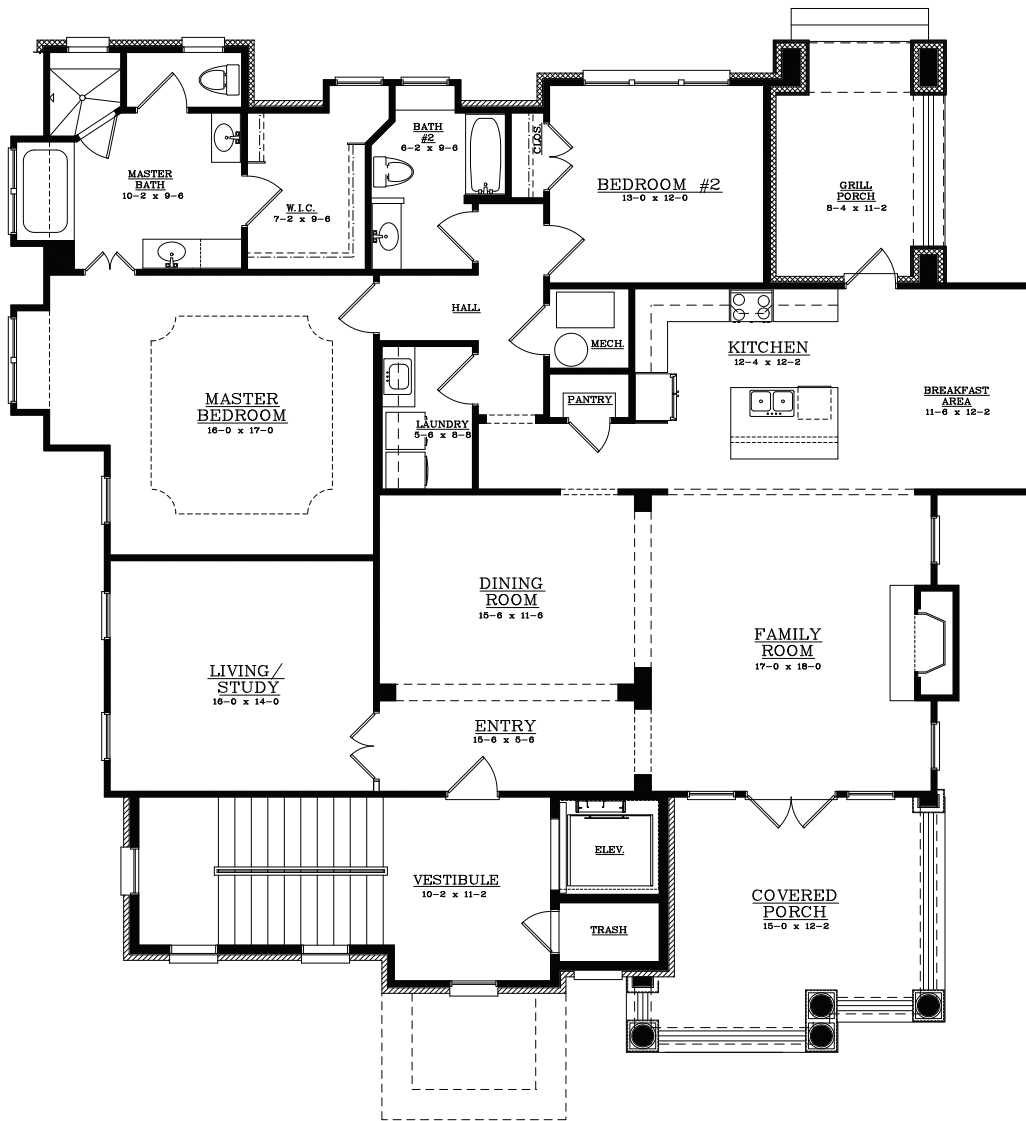 BATH
#2
6-2 x 9-6
CLOS.
MASTER
BATH
10-2 x 9-6
BEDROOM #2
13-0 x 12-0
GRILL
PORCH
8-4 x 11-2
W.I.C.
7-2 x 9-6
HALL
MECH.
KITCHEN
12-4 x 12-2
BREAKFAST
AREA
11-6 x 12-2
MASTER
BEDROOM
16-0 x 17-0
PANTRY
LAUNDRY
5-6 x 8-8
DINING
ROOM
15-6 x 11-6
FAMILY
ROOM
17-0 x 18-0
LIVING/
STUDY
16-0 x 14-0
ENTRY
15-6 x 5-6
ELEV.
VESTIBULE
10-2 x 11-2
COVERED
PORCH
15-0 x 12-2
TRASH